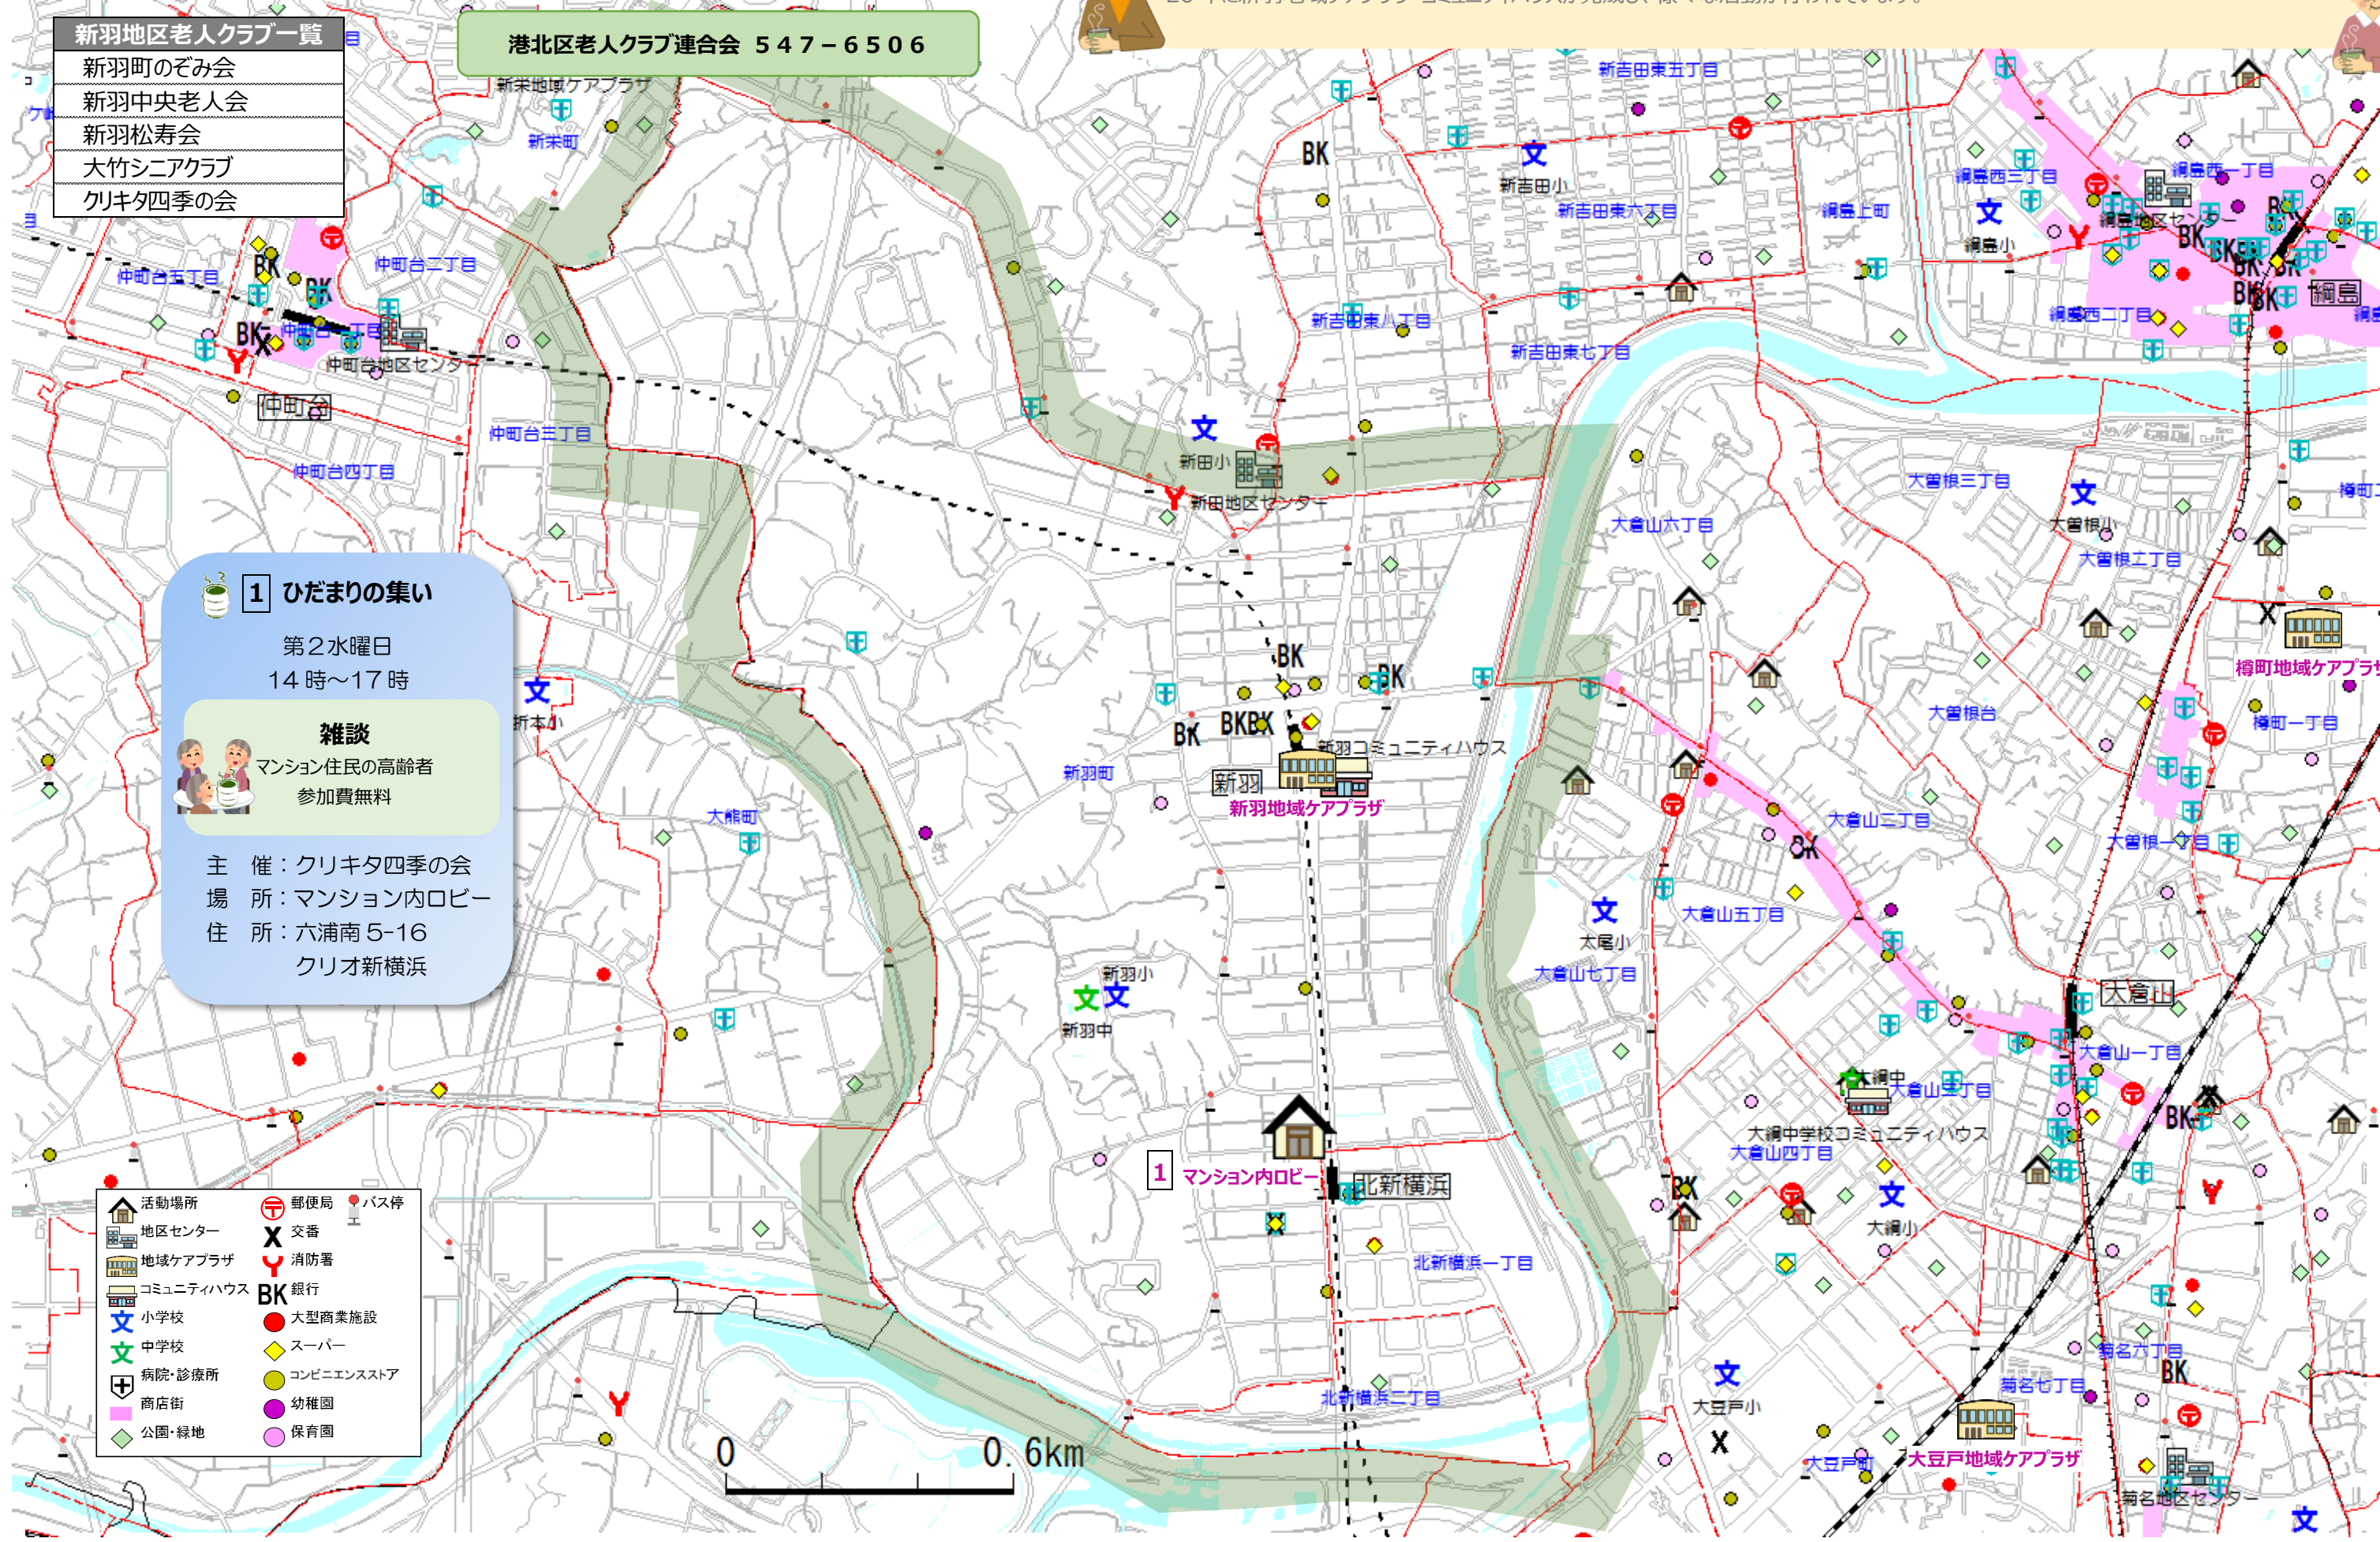 新羽地区老人クラブ一覧
新羽町のぞみ会
新羽中央老人会
新羽松寿会
大竹シニアクラブ
クリキタ四季の会
港北区老人クラブ連合会 547-6506
新栄地域ケアプラザ
新栄町
仲町台五丁目
仲町台二丁目
仲町台一丁目
仲町台地区センター
仲町台
仲町台三丁目
仲町台四丁目
BK
BK
BK
1 ひだまりの集い
第2水曜日
14時～17時
雑談
マンション住民の高齢者
参加費無料
主 催：クリキタ四季の会
場 所：マンション内ロビー
住 所：六浦南5-16
クリオ新横浜
折本小
大熊町
新吉田東五丁目
BK
新吉田小
新吉田東六丁目
新吉田東八丁目
新吉田東七丁目
綱島上町
綱島西三丁目
綱島小
綱島西一丁目
綱島地区センター
綱島西二丁目
綱島
新田小
新田地区センター
BK
BK
BK
BKBK
新羽コミュニティハウス
新羽
新羽地域ケアプラザ
新羽町
新羽小
新羽中
1 マンション内ロビー
北新横浜
北新横浜一丁目
北新横浜二丁目
大倉山六丁目
大曽根三丁目
大曽根小
大曽根二丁目
樽町地域ケアプラザ
大曽根台
樽町一丁目
大倉山二丁目
大曽根一丁目
BK
大倉山五丁目
太尾小
大倉山七丁目
大倉山
大倉山一丁目
大綱中
大倉山三丁目
大綱中学校コミュニティハウス
大倉山四丁目
BK
BK
大綱小
大豆戸小
菊名六丁目
BK
菊名七丁目
大豆戸町
大豆戸地域ケアプラザ
菊名地区センター
活動場所
地区センター
地域ケアプラザ
コミュニティハウス
小学校
中学校
病院・診療所
商店街
公園・緑地
郵便局
バス停
交番
消防署
BK 銀行
大型商業施設
スーパー
コンビニエンスストア
幼稚園
保育園
0 0.6km